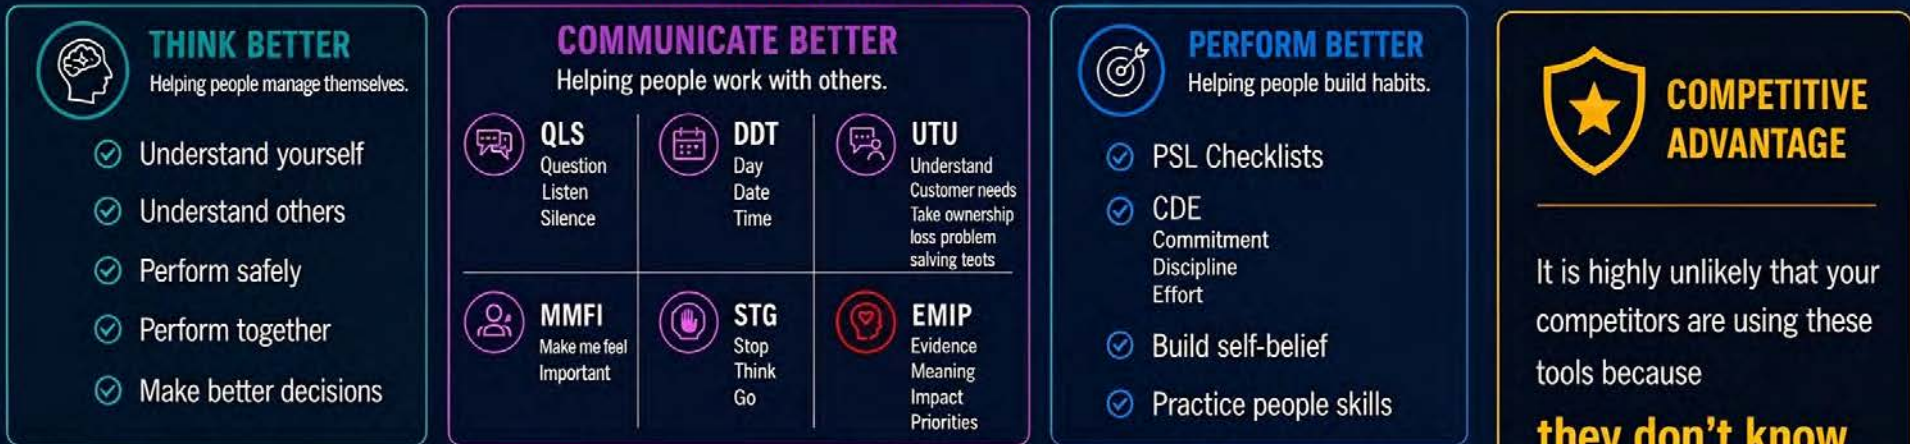 THINK BETTER
Helping people manage themselves.
Understand yourself
Understand others
Perform safely
Perform together
Make better decisions
COMMUNICATE BETTER
Helping people work with others.
QLS
Question
Listen
Silence
DDT
Day
Date
Time
UTU
Understand
Customer needs
Take ownership
loss problem
salving teots
MMFI
Make me feel
Important
STG
Stop
Think
Go
EMIP
Evidence
Meaning
Impact
Priorities
PERFORM BETTER
Helping people build habits.
PSL Checklists
CDE
Commitment
Discipline
Effort
Build self-belief
Practice people skills
COMPETITIVE
ADVANTAGE
It is highly unlikely that your
competitors are using these
tools because
they don't know